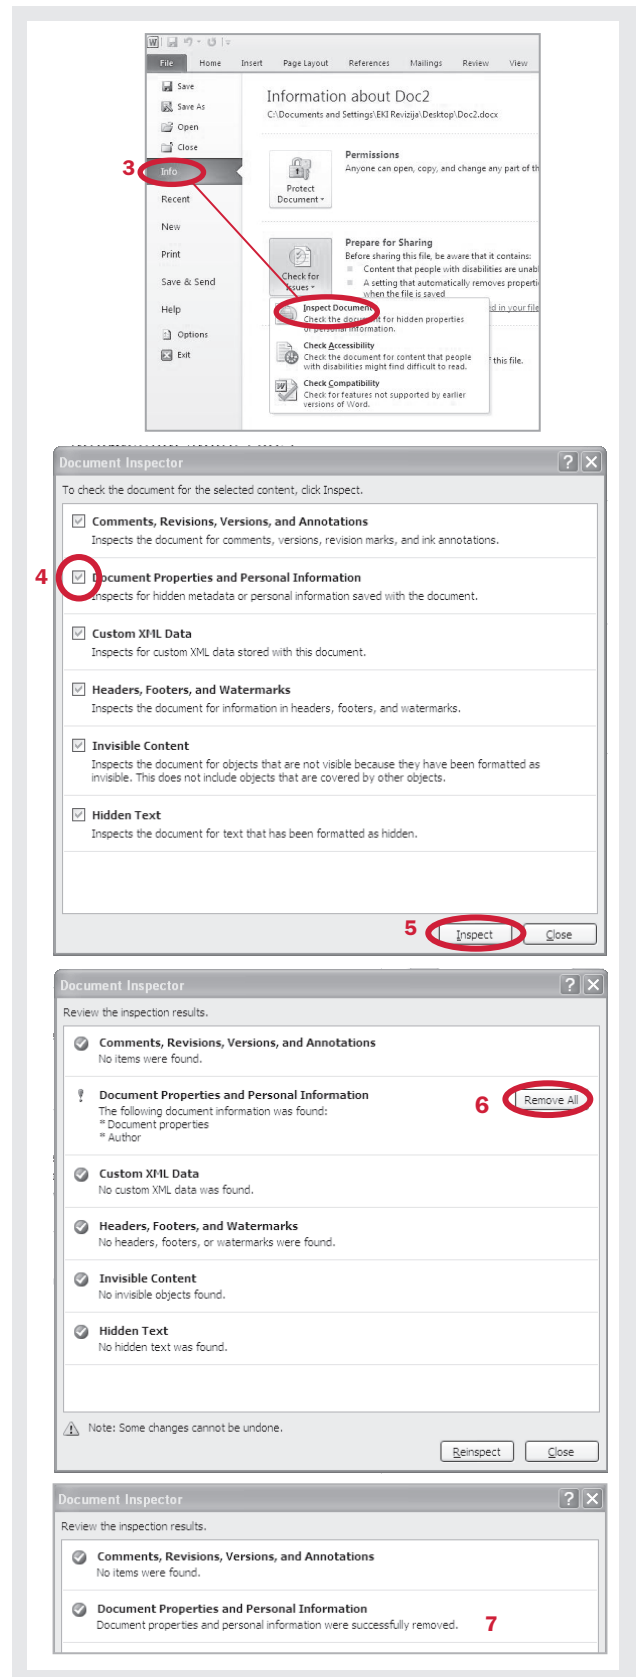 File Home Insert Page Layout References Mailings Review View
Save
Save As
Open
Close
3
Info
Recent
New
Print
Save & Send
Help
Options
Exit
Information about Doc2
C:\Documents and Settings\EKI Revizija\Desktop\Doc2.docx
Protect
Document
Permissions
Anyone can open, copy, and change any part of th
Check for
Issues
Prepare for Sharing
Before sharing this file, be aware that it contains:
Content that people with disabilities are unabl
A setting that automatically removes properti
when the file is saved
ed in your file
Inspect Document
Check the document for hidden properties
or personal information.
Check Accessibility
Check the document for content that people
with disabilities might find difficult to read.
f this file.
Check Compatibility
Check for features not supported by earlier
versions of Word.
Document Inspector
To check the document for the selected content, click Inspect.
Comments, Revisions, Versions, and Annotations
Inspects the document for comments, versions, revision marks, and ink annotations.
4
Document Properties and Personal Information
Inspects for hidden metadata or personal information saved with the document.
Custom XML Data
Inspects for custom XML data stored with this document.
Headers, Footers, and Watermarks
Inspects the document for information in headers, footers, and watermarks.
Invisible Content
Inspects the document for objects that are not visible because they have been formatted as
invisible. This does not include objects that are covered by other objects.
Hidden Text
Inspects the document for text that has been formatted as hidden.
5 Inspect Close
Document Inspector
Review the inspection results.
Comments, Revisions, Versions, and Annotations
No items were found.
Document Properties and Personal Information
The following document information was found:
* Document properties
* Author
6 Remove All
Custom XML Data
No custom XML data was found.
Headers, Footers, and Watermarks
No headers, footers, or watermarks were found.
Invisible Content
No invisible objects found.
Hidden Text
No hidden text was found.
Note: Some changes cannot be undone.
Reinspect Close
Document Inspector
Review the inspection results.
Comments, Revisions, Versions, and Annotations
No items were found.
Document Properties and Personal Information
Document properties and personal information were successfully removed. 7